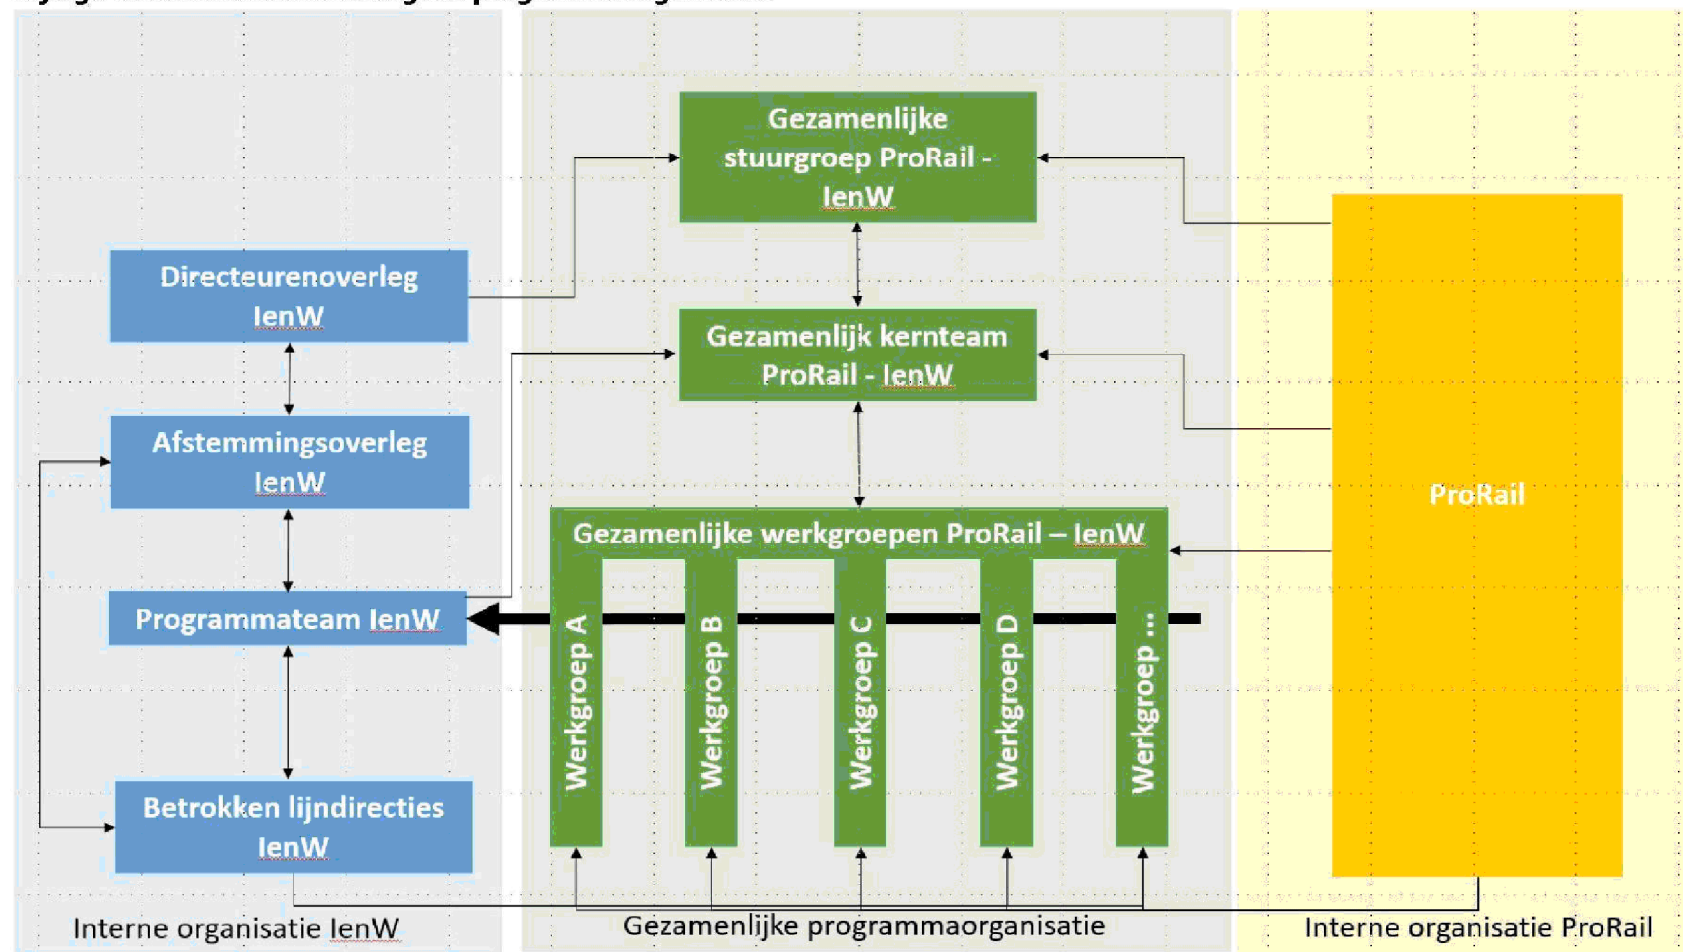 Gezamenlijke
stuurgroep ProRail -
IenW
Directeurenoverleg
IenW
Gezamenlijk kernteam
ProRail - IenW
Afstemmingsoverleg
IenW
ProRail
Gezamenlijke werkgroepen ProRail – IenW
Programmateam IenW
Werkgroep A
Werkgroep B
Werkgroep C
Werkgroep D
Werkgroep ...
Betrokken lijndirecties
IenW
Interne organisatie IenW
Gezamenlijke programmaorganisatie
Interne organisatie ProRail